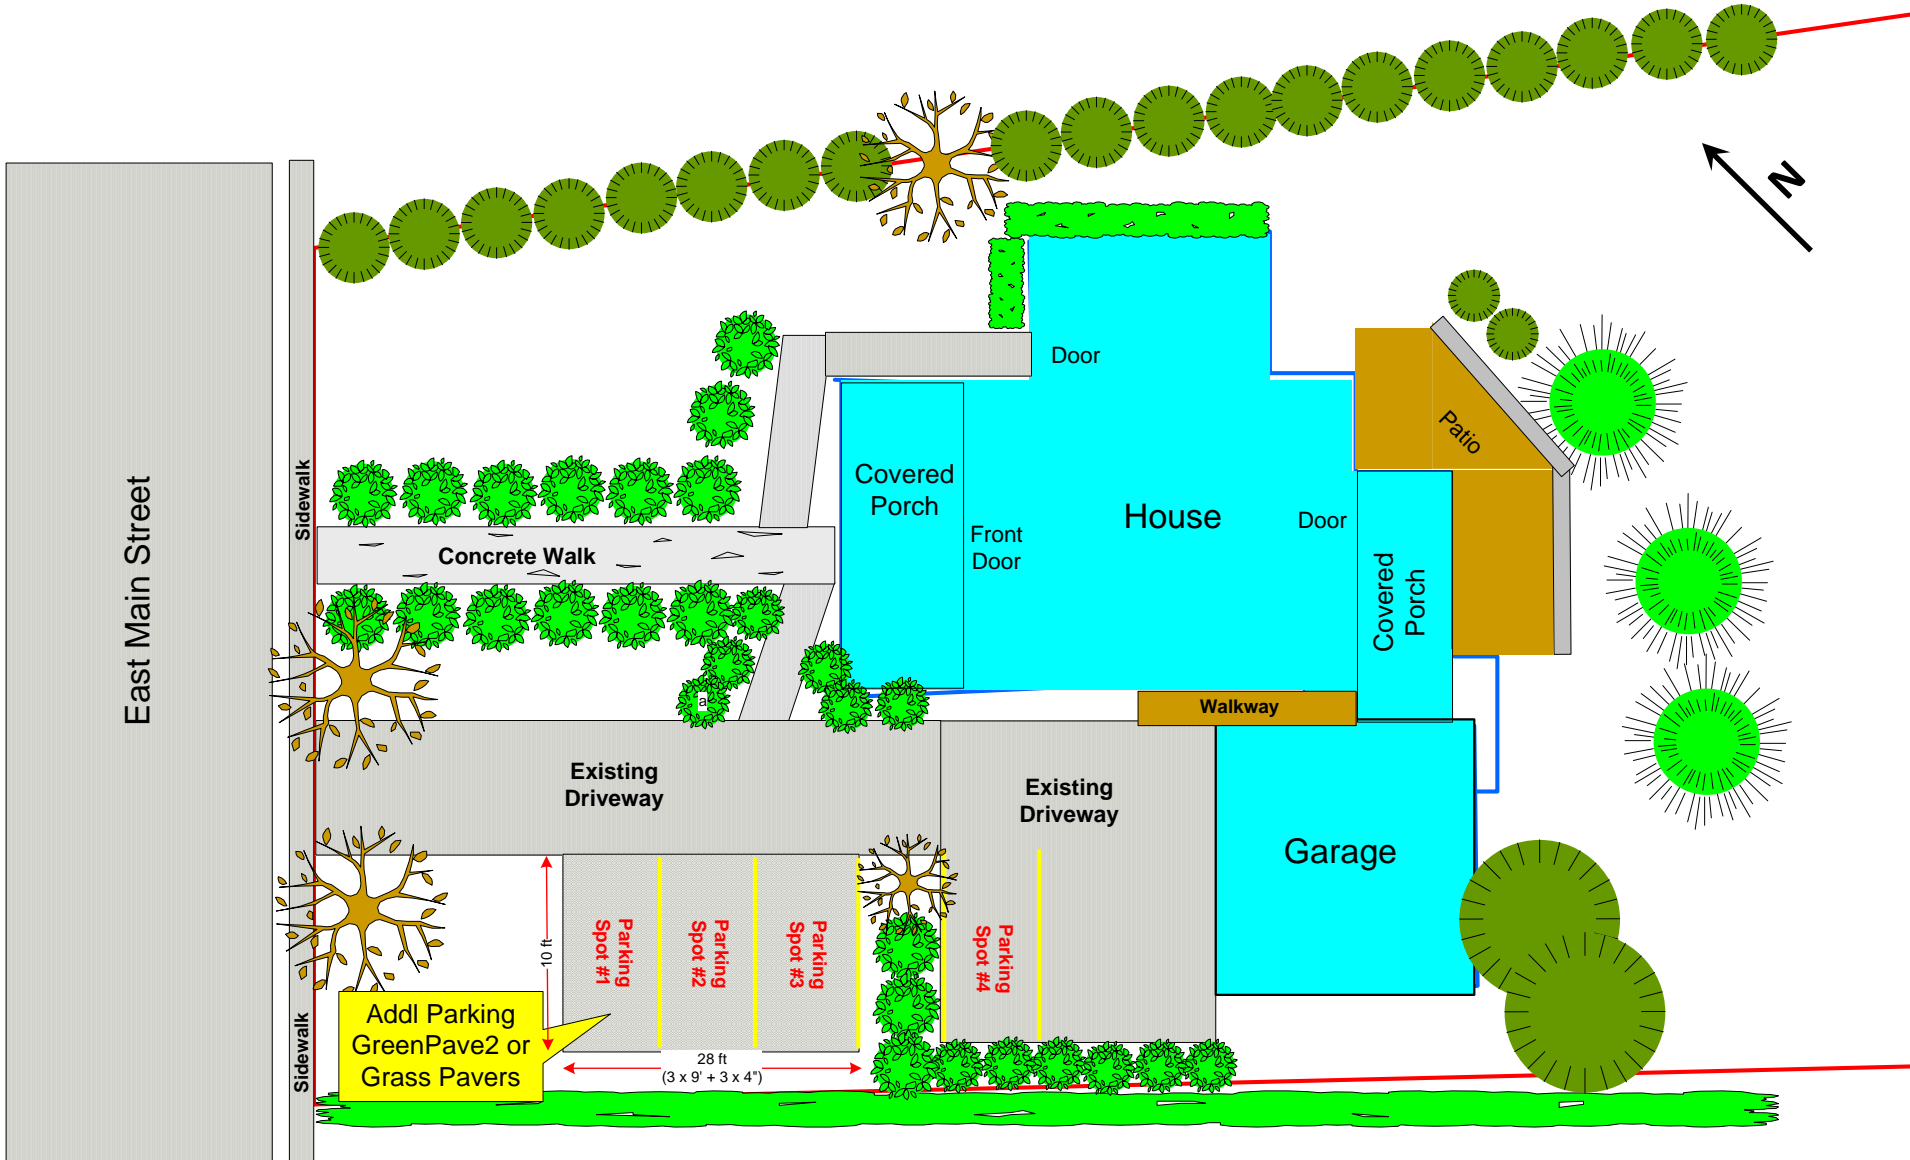 N
Door
Patio
Covered
Porch
House
Door
Front
Door
Sidewalk
Concrete Walk
East Main Street
Covered
Porch
a
Walkway
Existing
Driveway
Existing
Driveway
Garage
Parking
Spot #1
Parking
Spot #2
Parking
Spot #3
Parking
Spot #4
10 ft
Addl Parking
GreenPave2 or
Grass Pavers
Sidewalk
28 ft
(3 x 9' + 3 x 4")